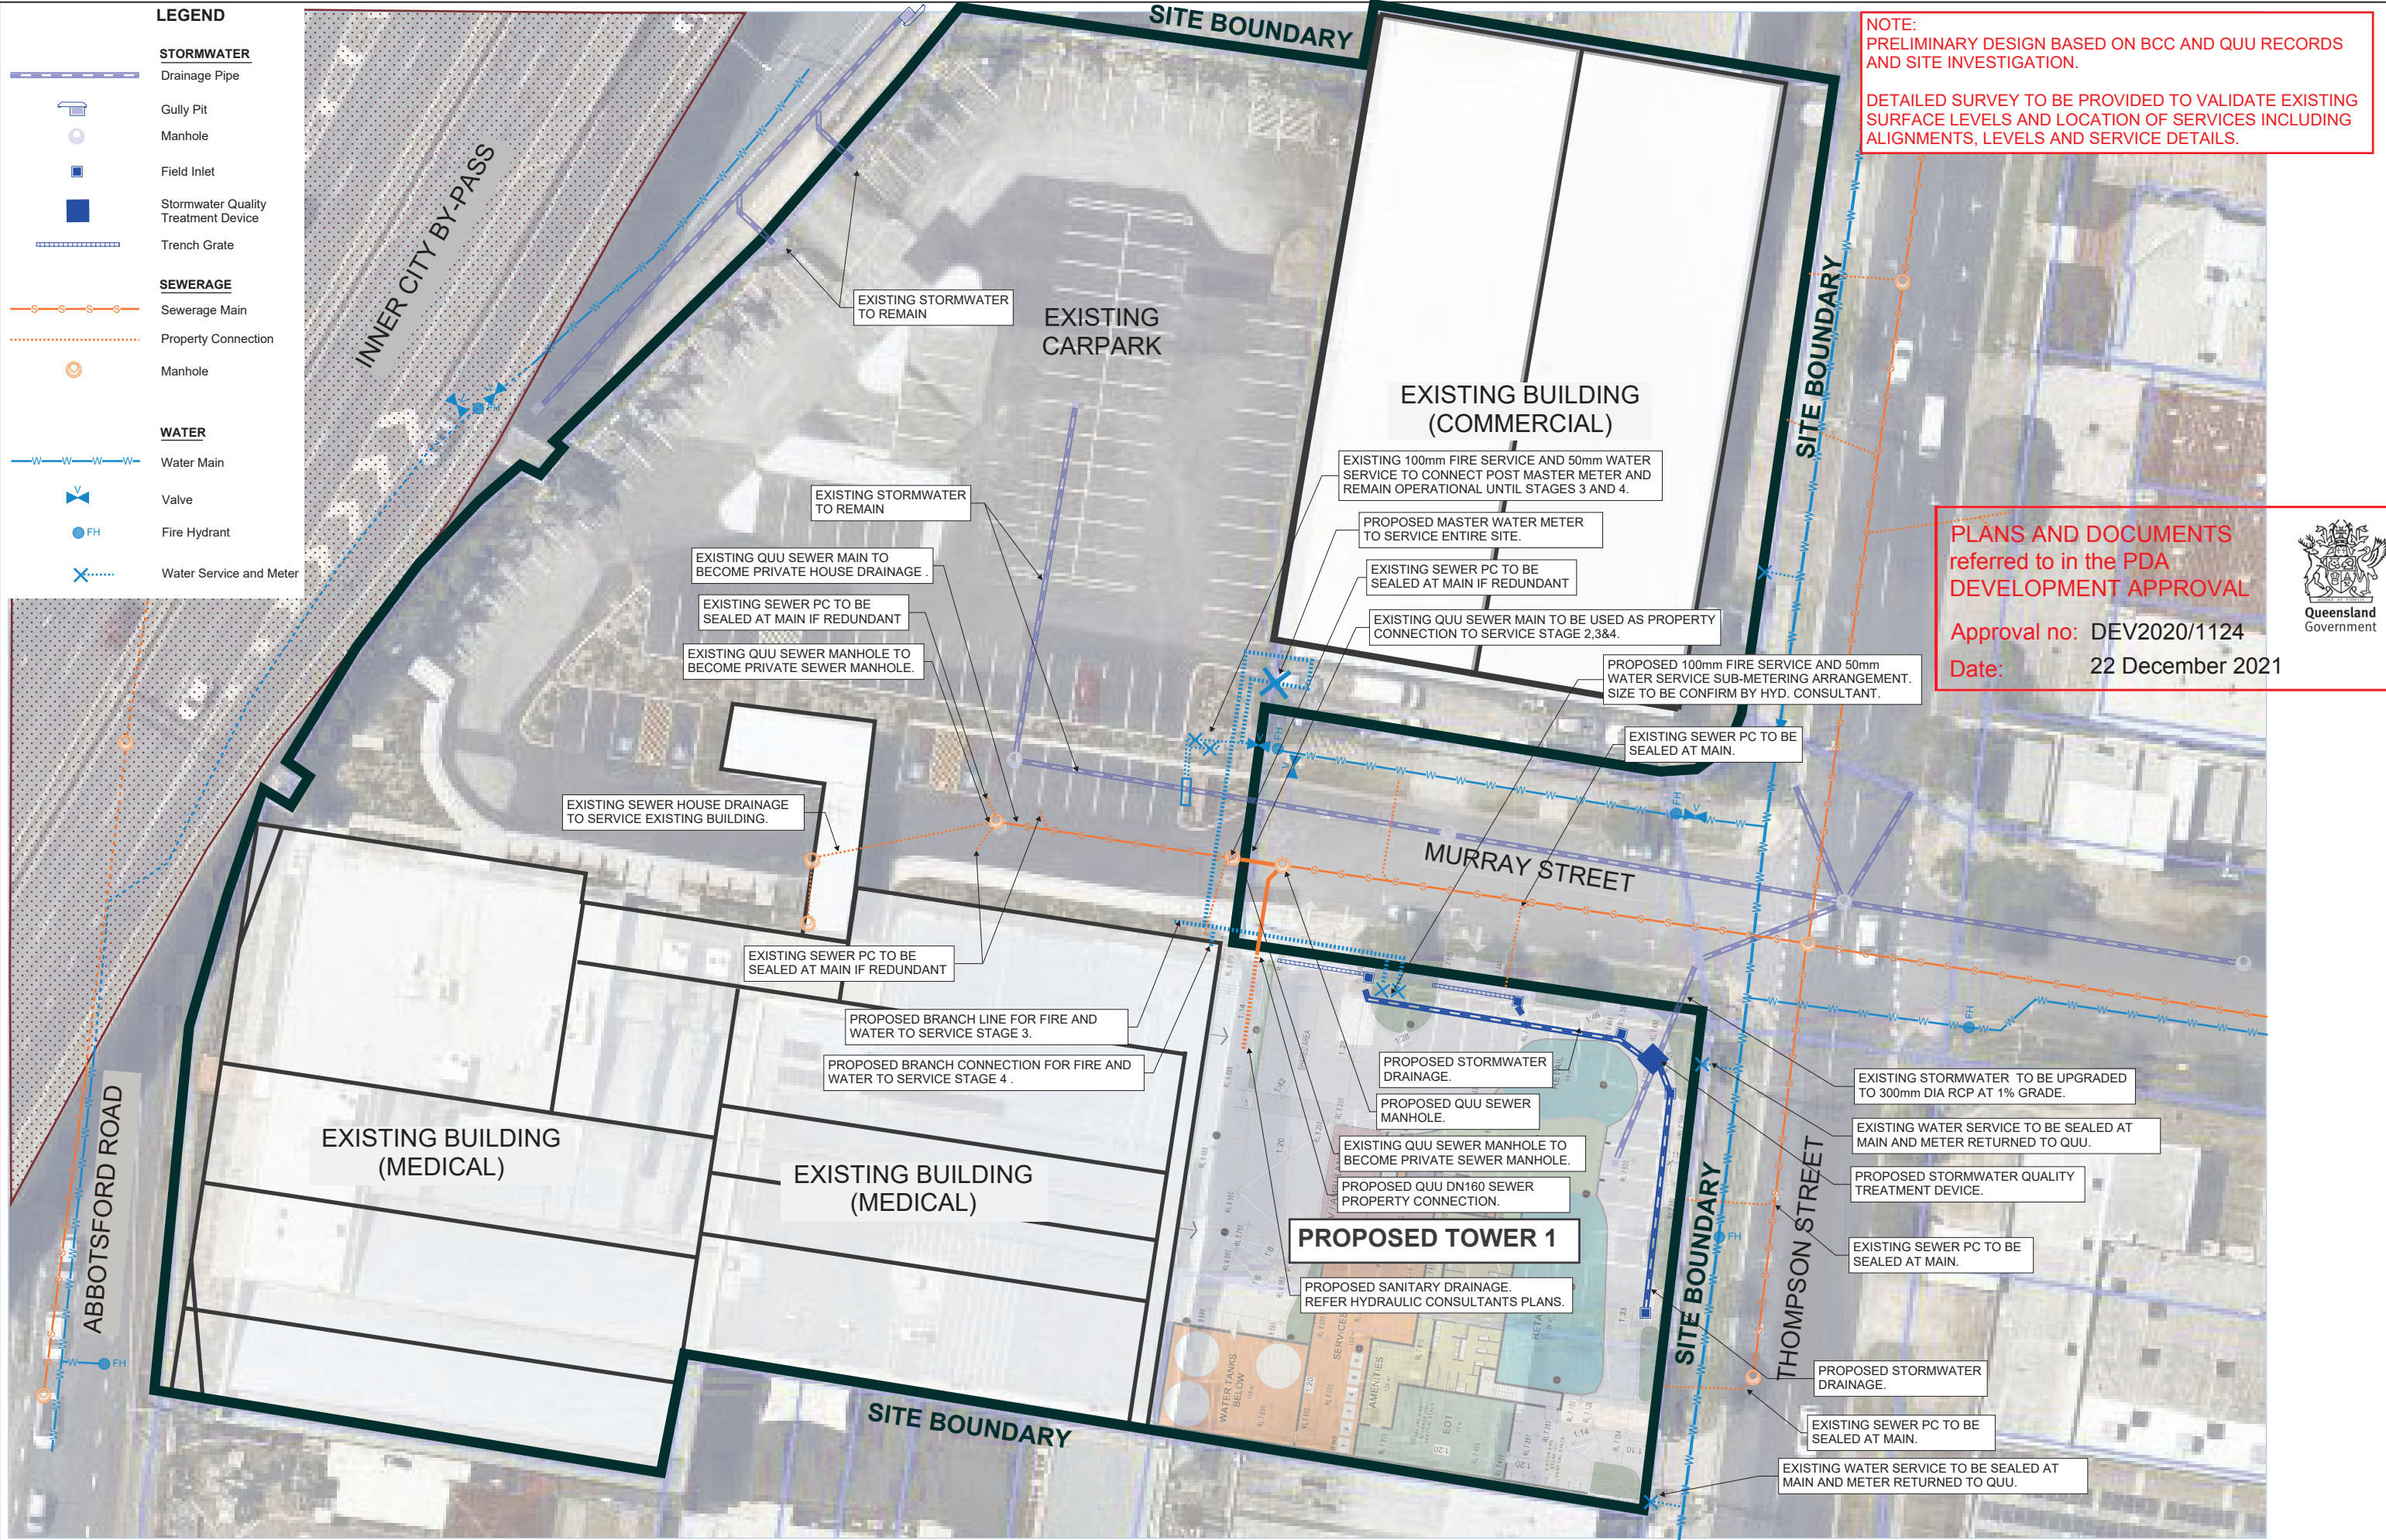 LEGEND
STORMWATER
Drainage Pipe
Gully Pit
Manhole
Field Inlet
Stormwater Quality
Treatment Device
Trench Grate
SEWERAGE
S S S S
Sewerage Main
Property Connection
Manhole
WATER
W W W W
Water Main
V
Valve
FH
Fire Hydrant
Water Service and Meter
SITE BOUNDARY
NOTE:
PRELIMINARY DESIGN BASED ON BCC AND QUU RECORDS
AND SITE INVESTIGATION.
DETAILED SURVEY TO BE PROVIDED TO VALIDATE EXISTING
SURFACE LEVELS AND LOCATION OF SERVICES INCLUDING
ALIGNMENTS, LEVELS AND SERVICE DETAILS.
INNER CITY BY-PASS
EXISTING STORMWATER
TO REMAIN
EXISTING
CARPARK
EXISTING BUILDING
(COMMERCIAL)
SITE BOUNDARY
EXISTING 100mm FIRE SERVICE AND 50mm WATER
SERVICE TO CONNECT POST MASTER METER AND
REMAIN OPERATIONAL UNTIL STAGES 3 AND 4.
EXISTING STORMWATER
TO REMAIN
PROPOSED MASTER WATER METER
TO SERVICE ENTIRE SITE.
EXISTING QUU SEWER MAIN TO
BECOME PRIVATE HOUSE DRAINAGE .
EXISTING SEWER PC TO BE
SEALED AT MAIN IF REDUNDANT
EXISTING SEWER PC TO BE
SEALED AT MAIN IF REDUNDANT
EXISTING QUU SEWER MAIN TO BE USED AS PROPERTY
CONNECTION TO SERVICE STAGE 2,3&4.
EXISTING QUU SEWER MANHOLE TO
BECOME PRIVATE SEWER MANHOLE.
PROPOSED 100mm FIRE SERVICE AND 50mm
WATER SERVICE SUB-METERING ARRANGEMENT.
SIZE TO BE CONFIRM BY HYD. CONSULTANT.
PLANS AND DOCUMENTS
referred to in the PDA
DEVELOPMENT APPROVAL
Approval no: DEV2020/1124
Date: 22 December 2021
Queensland
Government
EXISTING SEWER PC TO BE
SEALED AT MAIN.
EXISTING SEWER HOUSE DRAINAGE
TO SERVICE EXISTING BUILDING.
MURRAY STREET
EXISTING SEWER PC TO BE
SEALED AT MAIN IF REDUNDANT
PROPOSED BRANCH LINE FOR FIRE AND
WATER TO SERVICE STAGE 3.
PROPOSED BRANCH CONNECTION FOR FIRE AND
WATER TO SERVICE STAGE 4 .
PROPOSED STORMWATER
DRAINAGE.
PROPOSED QUU SEWER
MANHOLE.
EXISTING QUU SEWER MANHOLE TO
BECOME PRIVATE SEWER MANHOLE.
PROPOSED QUU DN160 SEWER
PROPERTY CONNECTION.
PROPOSED TOWER 1
PROPOSED SANITARY DRAINAGE.
REFER HYDRAULIC CONSULTANTS PLANS.
EXISTING STORMWATER TO BE UPGRADED
TO 300mm DIA RCP AT 1% GRADE.
EXISTING WATER SERVICE TO BE SEALED AT
MAIN AND METER RETURNED TO QUU.
PROPOSED STORMWATER QUALITY
TREATMENT DEVICE.
EXISTING SEWER PC TO BE
SEALED AT MAIN.
PROPOSED STORMWATER
DRAINAGE.
EXISTING SEWER PC TO BE
SEALED AT MAIN.
EXISTING WATER SERVICE TO BE SEALED AT
MAIN AND METER RETURNED TO QUU.
EXISTING BUILDING
(MEDICAL)
EXISTING BUILDING
(MEDICAL)
ABBOTSFORD ROAD
THOMPSON STREET
SITE BOUNDARY
SITE BOUNDARY
WATER TANKS
BELOW
SERVICES
AMENITIES
EOT
RETAIL
1:14
1:20
1:33
1:14
FH
FH
FH
FH
FH
FH